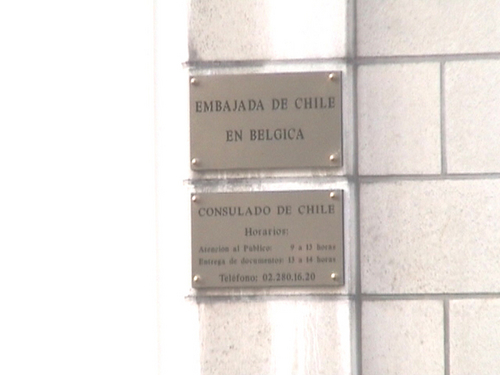 EMBAJADA DE CHILE
EN BELGICA
CONSULADO DE CHILE
Horarios:
Atención al Público: 9 a 13 horas
Entrega de documentos: 15 a 16 horas
Teléfono: 02.280.16.20